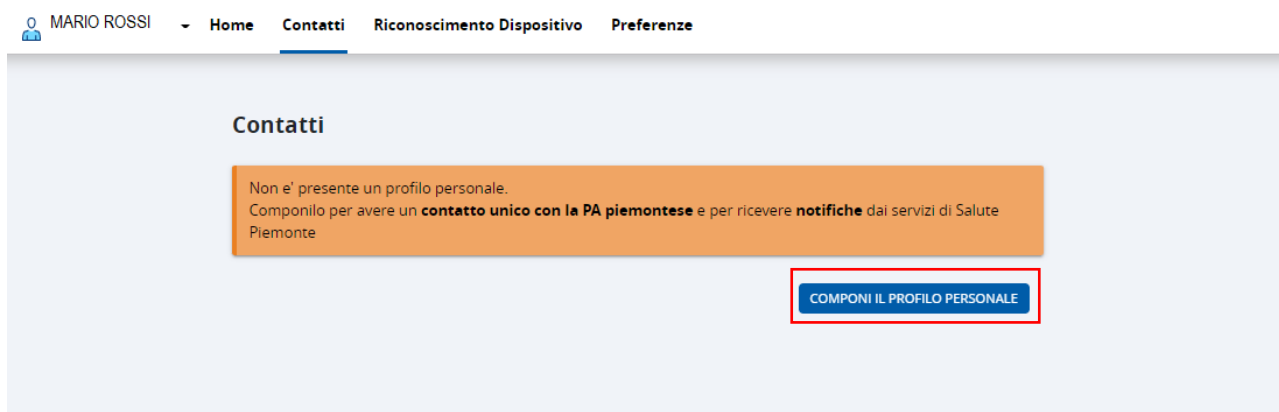 MARIO ROSSI Home Contatti Riconoscimento Dispositivo Preferenze
Contatti
Non e' presente un profilo personale.
Componilo per avere un contatto unico con la PA piemontese e per ricevere notifiche dai servizi di Salute
Piemonte
COMPONI IL PROFILO PERSONALE